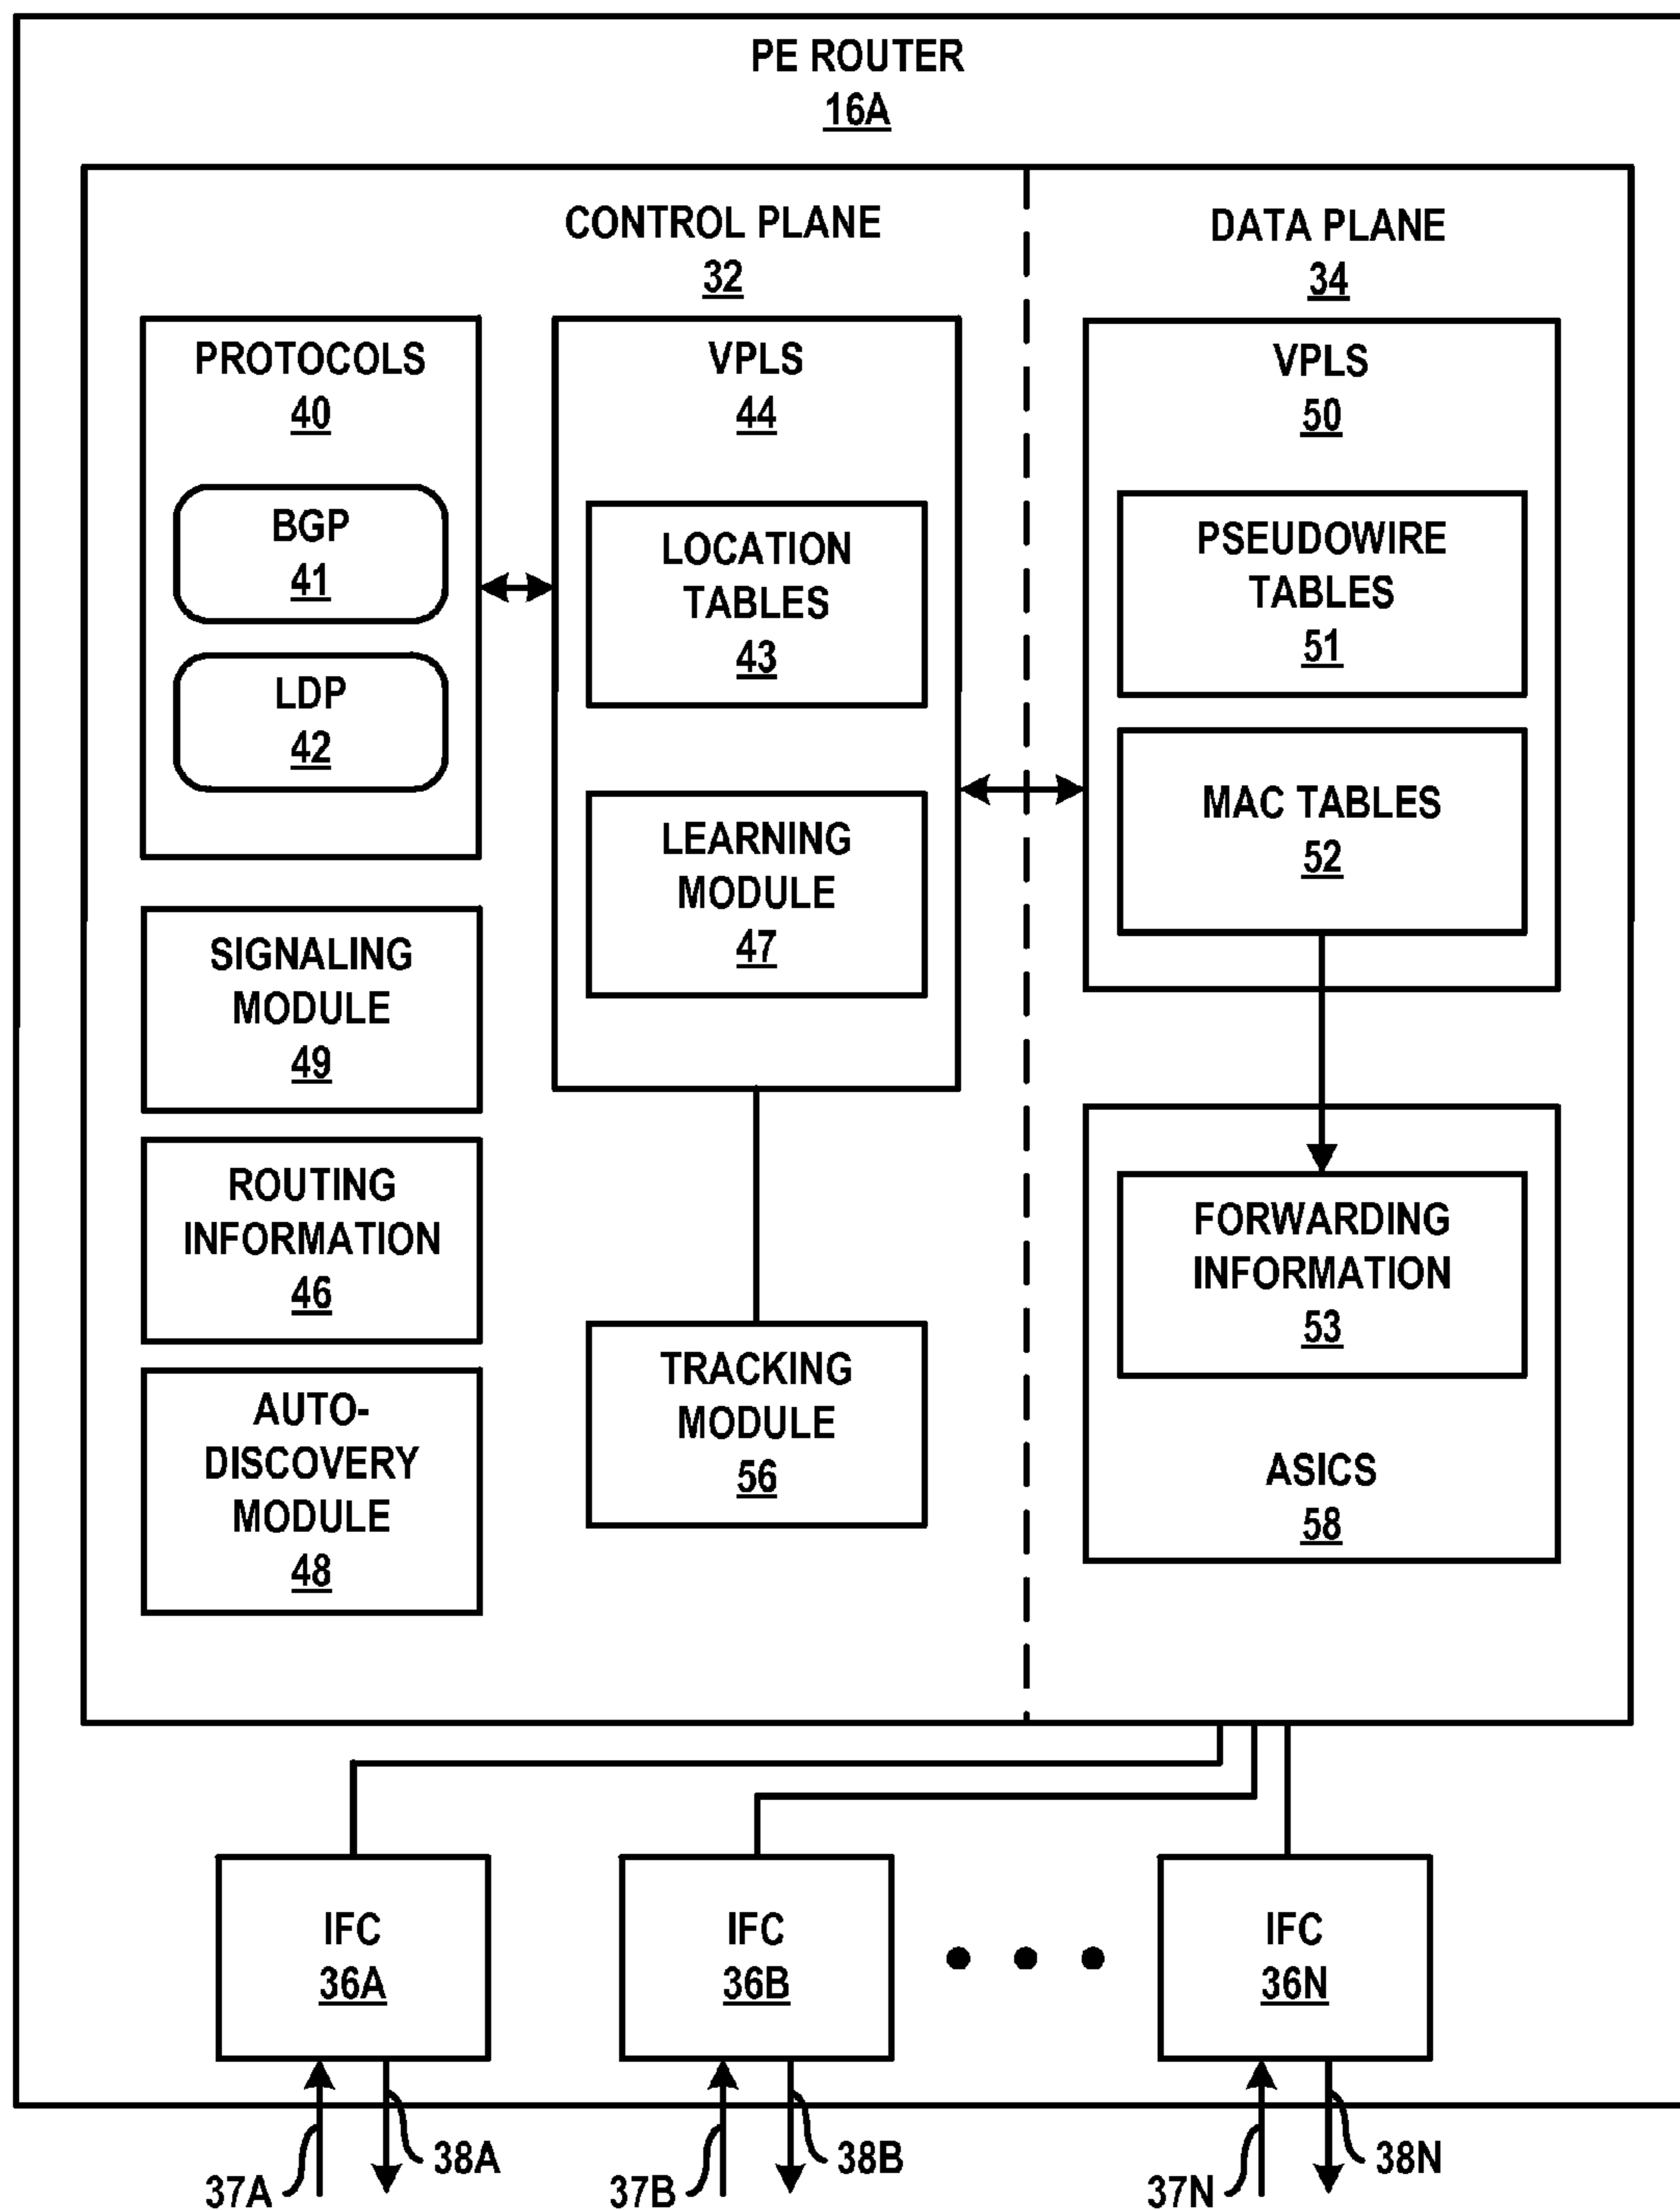 PE ROUTER
16A
CONTROL PLANE
32
DATA PLANE
34
PROTOCOLS
40
BGP
41
LDP
42
VPLS
44
LOCATION
TABLES
43
LEARNING
MODULE
47
VPLS
50
PSEUDOWIRE
TABLES
51
MAC TABLES
52
SIGNALING
MODULE
49
ROUTING
INFORMATION
46
AUTO-
DISCOVERY
MODULE
48
TRACKING
MODULE
56
FORWARDING
INFORMATION
53
ASICS
58
IFC
36A
IFC
36B
IFC
36N
37A
38A
37B
38B
37N
38N